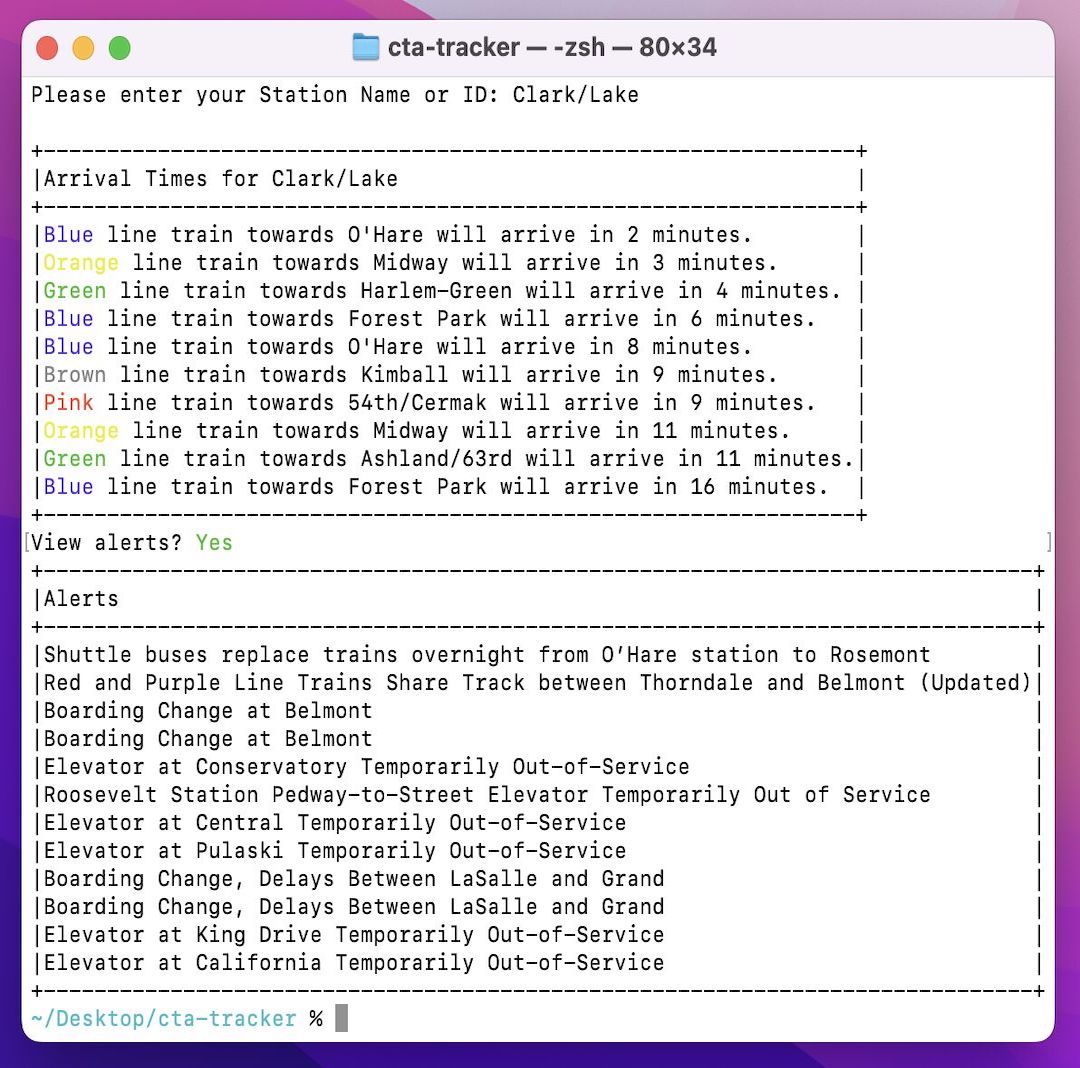 cta-tracker — -zsh — 80×34
Please enter your Station Name or ID: Clark/Lake
+----------------------------------------------------------------+
|Arrival Times for Clark/Lake                                    |
+----------------------------------------------------------------+
|Blue line train towards O'Hare will arrive in 2 minutes.        |
|Orange line train towards Midway will arrive in 3 minutes.      |
|Green line train towards Harlem-Green will arrive in 4 minutes. |
|Blue line train towards Forest Park will arrive in 6 minutes.   |
|Blue line train towards O'Hare will arrive in 8 minutes.        |
|Brown line train towards Kimball will arrive in 9 minutes.      |
|Pink line train towards 54th/Cermak will arrive in 9 minutes.   |
|Orange line train towards Midway will arrive in 11 minutes.     |
|Green line train towards Ashland/63rd will arrive in 11 minutes.|
|Blue line train towards Forest Park will arrive in 16 minutes.  |
+----------------------------------------------------------------+
[View alerts? Yes ]
+------------------------------------------------------------------------------+
|Alerts                                                                        |
+------------------------------------------------------------------------------+
|Shuttle buses replace trains overnight from O’Hare station to Rosemont        |
|Red and Purple Line Trains Share Track between Thorndale and Belmont (Updated)|
|Boarding Change at Belmont                                                    |
|Boarding Change at Belmont                                                    |
|Elevator at Conservatory Temporarily Out-of-Service                           |
|Roosevelt Station Pedway-to-Street Elevator Temporarily Out of Service        |
|Elevator at Central Temporarily Out-of-Service                                |
|Elevator at Pulaski Temporarily Out-of-Service                                |
|Boarding Change, Delays Between LaSalle and Grand                             |
|Boarding Change, Delays Between LaSalle and Grand                             |
|Elevator at King Drive Temporarily Out-of-Service                             |
|Elevator at California Temporarily Out-of-Service                             |
+------------------------------------------------------------------------------+
~/Desktop/cta-tracker %